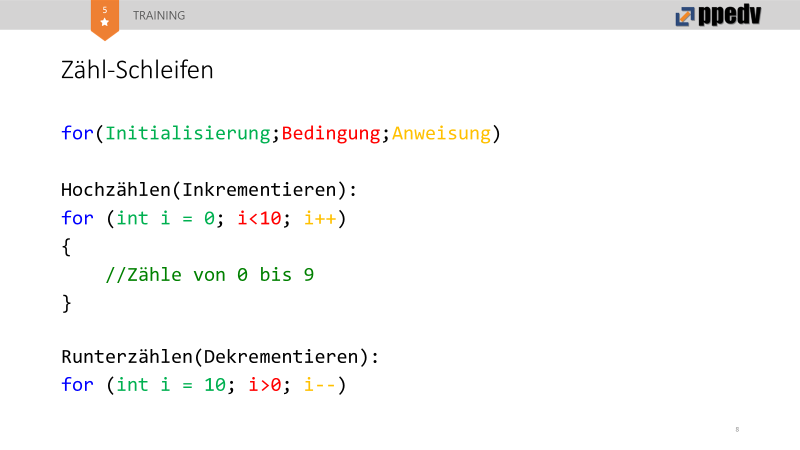 5
TRAINING
ppedv
Zähl-Schleifen
for(Initialisierung;Bedingung;Anweisung)
Hochzählen(Inkrementieren):
for (int i = 0; i<10; i++)
{
//Zähle von 0 bis 9
}
Runterzählen(Dekrementieren):
for (int i = 10; i>0; i--)
8